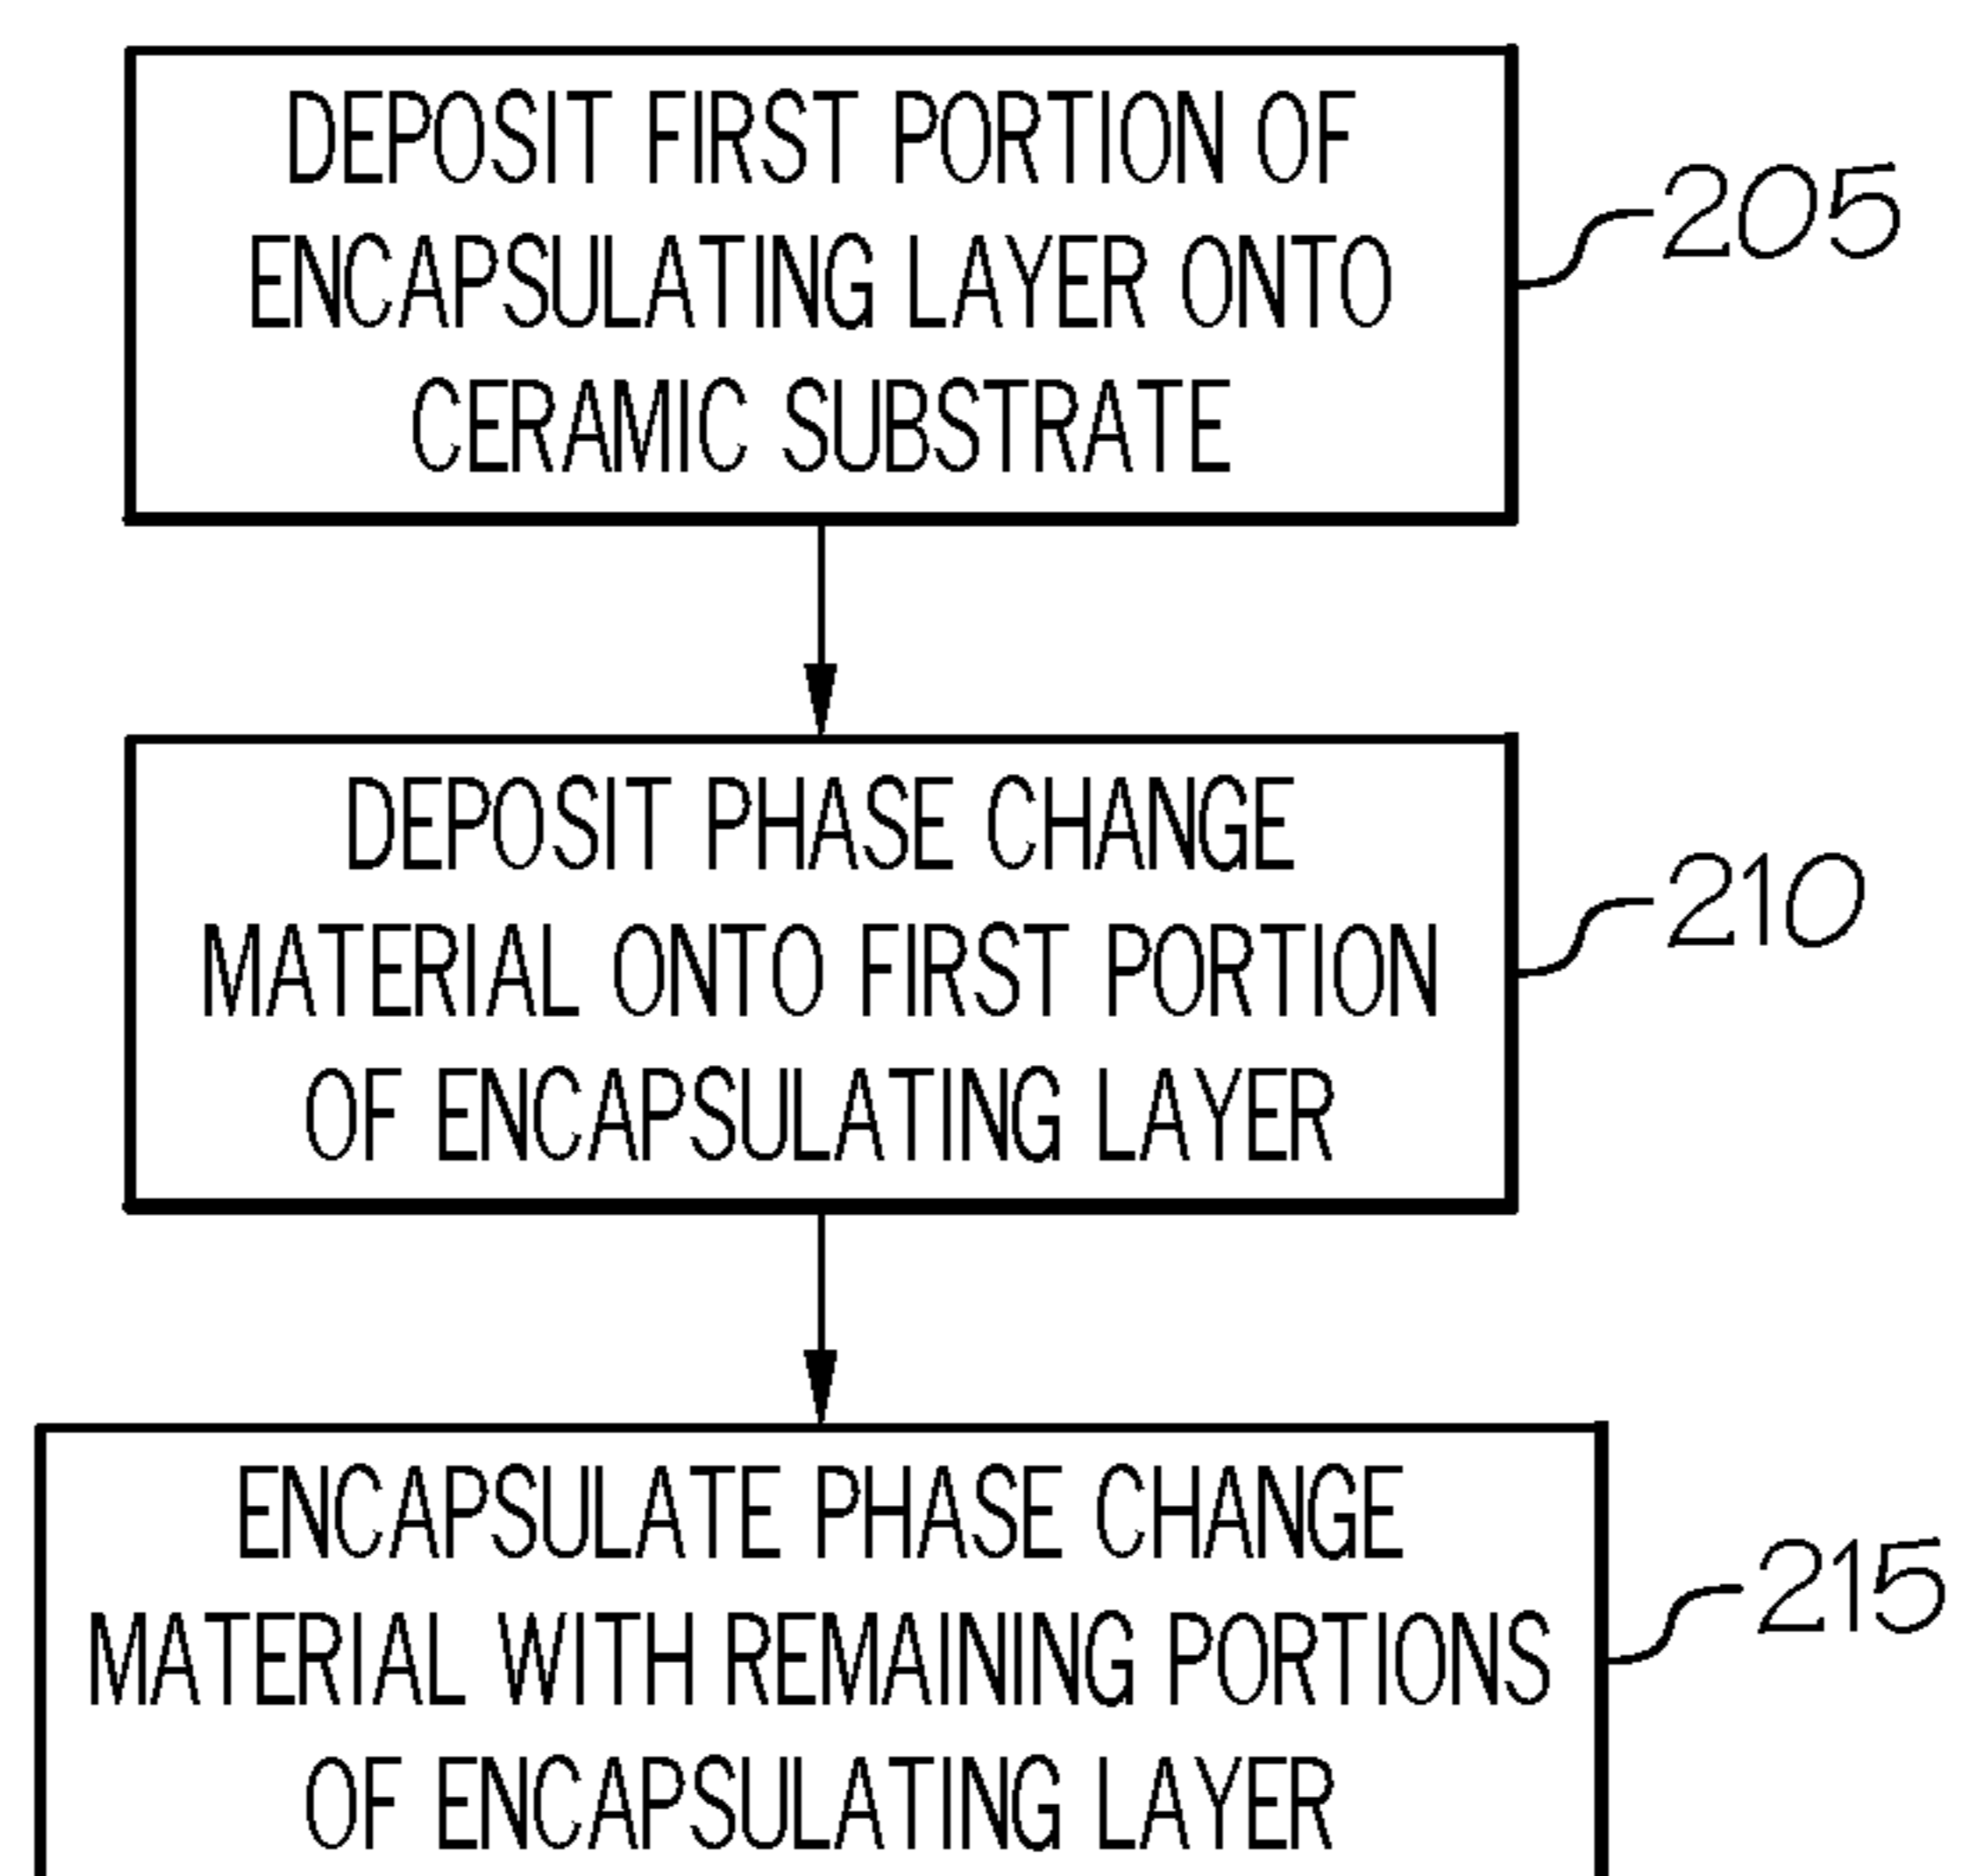 DEPOSIT FIRST PORTION OF
ENCAPSULATING LAYER ONTO
CERAMIC SUBSTRATE
205
DEPOSIT PHASE CHANGE
MATERIAL ONTO FIRST PORTION
OF ENCAPSULATING LAYER
210
ENCAPSULATE PHASE CHANGE
MATERIAL WITH REMAINING PORTIONS
OF ENCAPSULATING LAYER
215